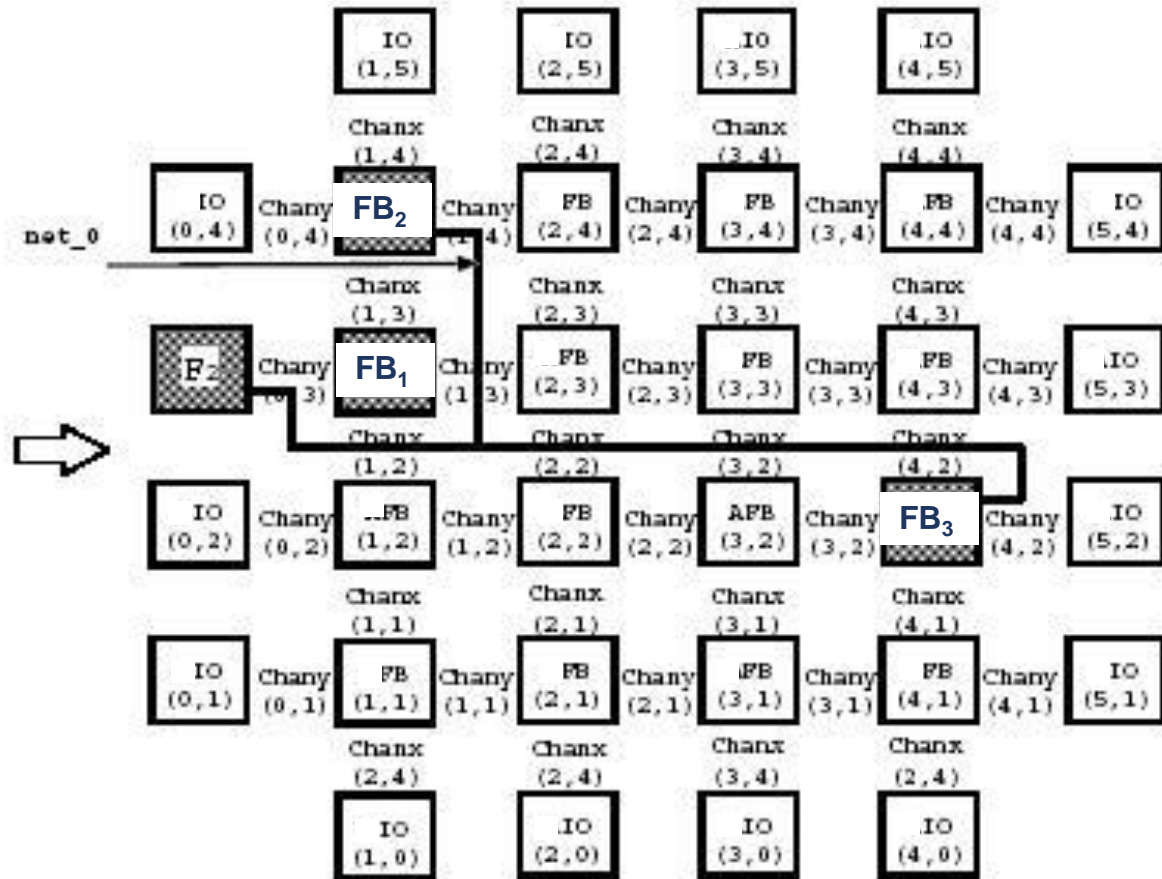 IO IO IO IO
(1,5) (2,5) (3,5) (4,5)
Chanx Chanx Chanx Chanx
(1,4) (2,4) (3,4) (4,4)
IO Chany FB₂ Chany FB Chany FB Chany FB Chany IO
(0,4) (0,4) (2,4) (2,4) (3,4) (3,4) (4,4) (4,4) (5,4)
net_0
Chanx Chanx Chanx Chanx
(1,3) (2,3) (3,3) (4,3)
F2 Chany FB₁ Chany FB Chany FB Chany FB Chany IO
(2,3) (2,3) (3,3) (3,3) (4,3) (4,3) (5,3)
Chanx Chanx Chanx Chanx
(1,2) (2,2) (3,2) (4,2)
IO Chany FB Chany FB Chany AFB Chany FB₃ Chany IO
(0,2) (0,2) (1,2) (1,2) (2,2) (2,2) (3,2) (3,2) (4,2) (5,2)
Chanx Chanx Chanx Chanx
(1,1) (2,1) (3,1) (4,1)
IO Chany FB Chany FB Chany FB Chany FB Chany IO
(0,1) (0,1) (1,1) (1,1) (2,1) (2,1) (3,1) (3,1) (4,1) (4,1) (5,1)
Chanx Chanx Chanx Chanx
(2,4) (2,4) (3,4) (2,4)
IO IO IO IO
(1,0) (2,0) (3,0) (4,0)